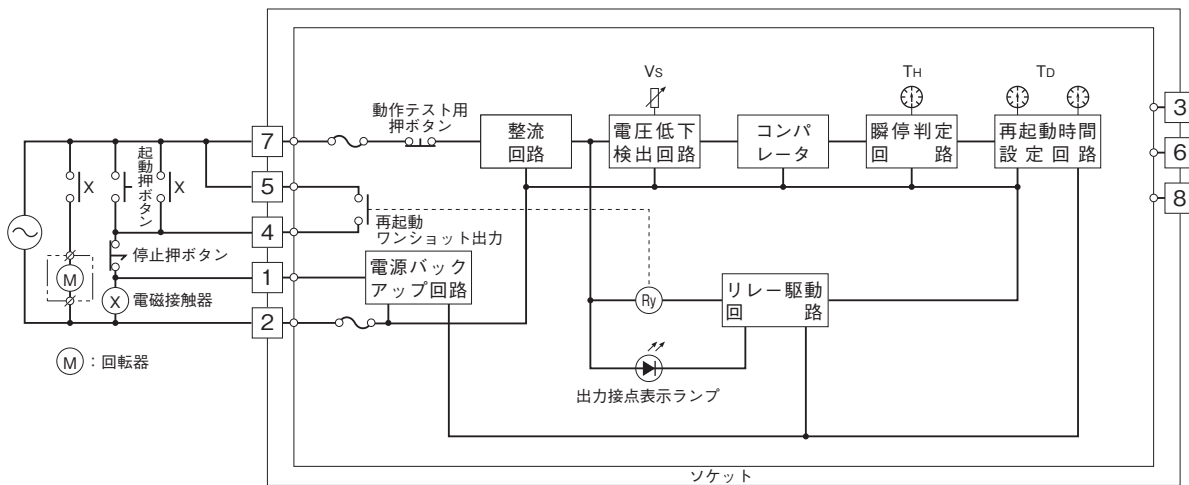 Vs
TH
TD
動作テスト用
押ボタン
整流
回路
電圧低下
検出回路
コンパ
レータ
瞬停判定
回路
再起動時間
設定回路
3
6
8
7
5
4
1
2
X
起動押ボタン
X
再起動
ワンショット出力
停止押ボタン
電源バック
アップ回路
M
X
電磁接触器
Ry
リレー駆動
回路
M
:回転器
出力接点表示ランプ
ソケット